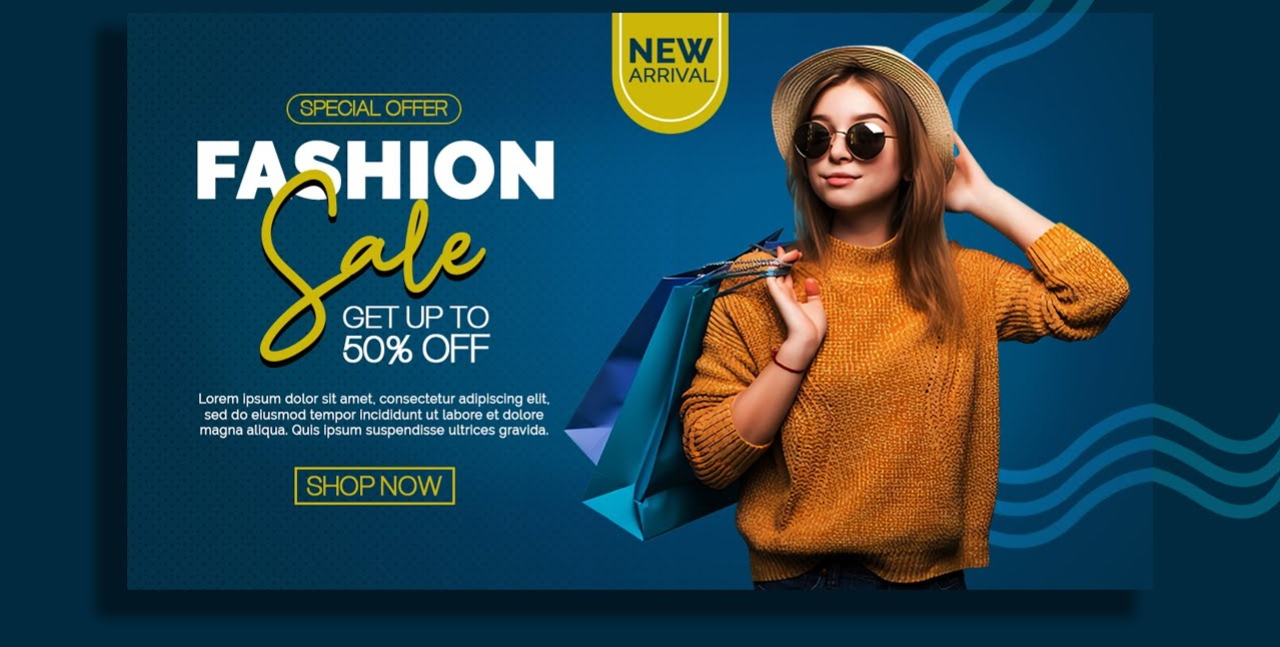 NEW
ARRIVAL
SPECIAL OFFER
FASHION
Sale
GET UP TO
50% OFF
Lorem ipsum dolor sit amet, consectetur adipiscing elit,
sed do eiusmod tempor incididunt ut labore et dolore
magna aliqua. Quis ipsum suspendisse ultrices gravida.
SHOP NOW